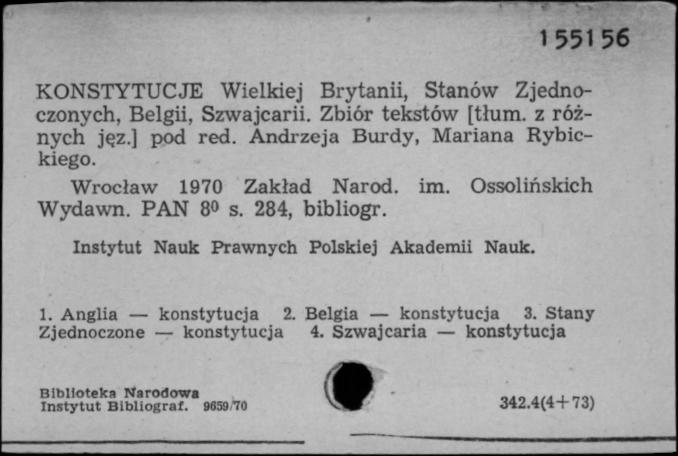 155156
KONSTYTUCJE Wielkiej Brytanii, Stanów Zjedno-
czonych, Belgii, Szwajcarii. Zbiór tekstów [tłum. z róż-
nych jęz.] pod red. Andrzeja Burdy, Mariana Rybic-
kiego.
Wrocław 1970 Zakład Narod. im. Ossolińskich
Wydawn. PAN 8⁰ s. 284, bibliogr.
Instytut Nauk Prawnych Polskiej Akademii Nauk.
1. Anglia — konstytucja 2. Belgia — konstytucja 3. Stany
Zjednoczone — konstytucja 4. Szwajcaria — konstytucja
Biblioteka Narodowa
Instytut Bibliograf. 9659/70
342.4(4+73)